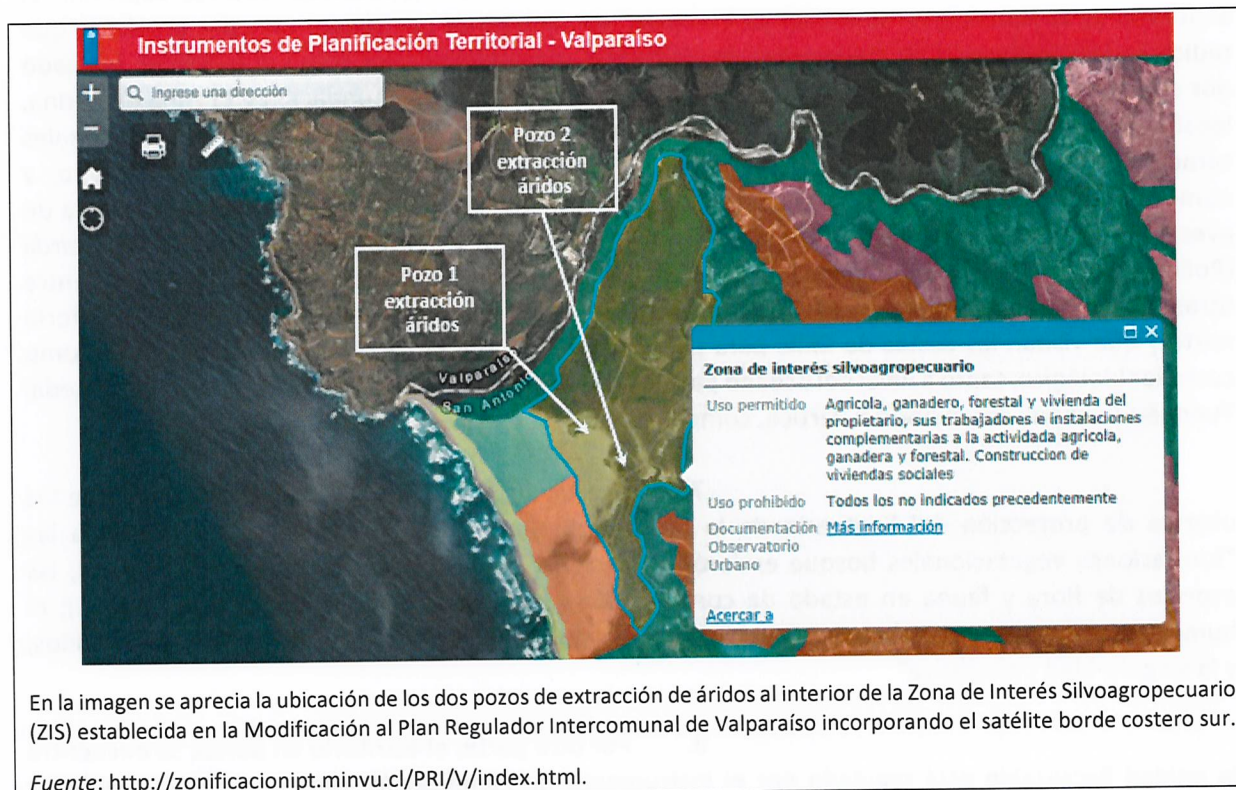 Instrumentos de Planificación Territorial - Valparaíso
Ingrese una dirección
Pozo 2
extracción
áridos
Pozo 1
extracción
áridos
Valparaíso
San Antonio
Zona de interés silvoagropecuario
Uso permitido Agricola, ganadero, forestal y vivienda del
propietario, sus trabajadores e instalaciones
complementarias a la actividada agricola,
ganadera y forestal. Construccion de
viviendas sociales
Uso prohibido Todos los no indicados precedentemente
Documentación Más información
Observatorio
Urbano
Acercar a
En la imagen se aprecia la ubicación de los dos pozos de extracción de áridos al interior de la Zona de Interés Silvoagropecuario
(ZIS) establecida en la Modificación al Plan Regulador Intercomunal de Valparaíso incorporando el satélite borde costero sur.
Fuente: http://zonificacionipt.minvu.cl/PRI/V/index.html.